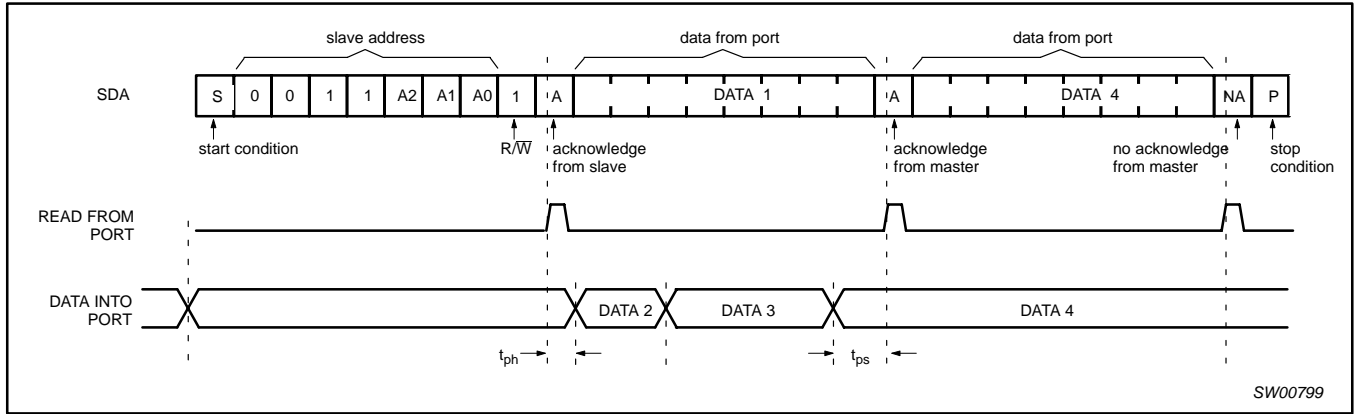 slave address data from port data from port
SDA S 0 0 1 1 A2 A1 A0 1 A DATA 1 A DATA 4 NA P
start condition R/W̅ acknowledge from slave acknowledge from master no acknowledge from master stop condition
READ FROM PORT
DATA INTO PORT DATA 2 DATA 3 DATA 4
tph tps
SW00799